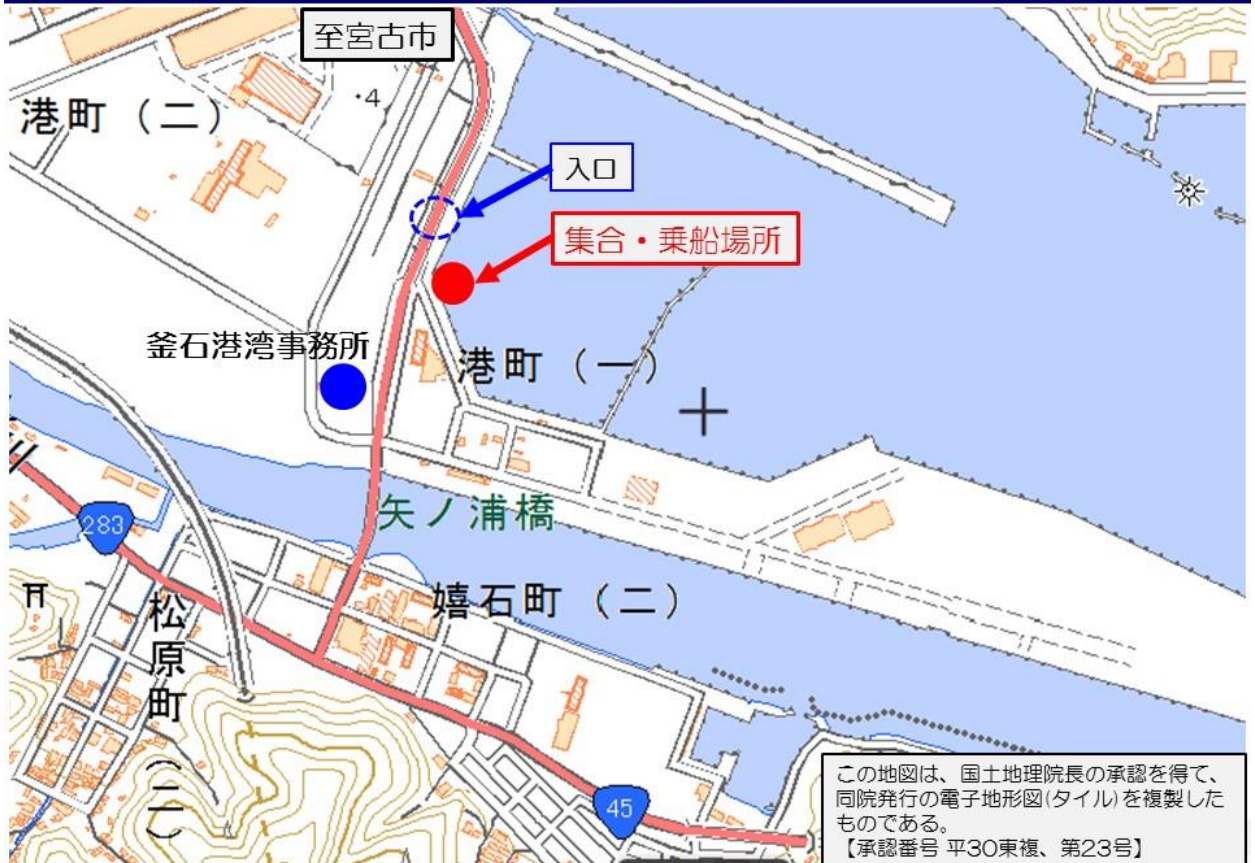 至宮古市
・4
港町（二）
入口
集合・乗船場所
釜石港湾事務所
港町（一）
矢ノ浦橋
283
嬉石町（二）
松原町（二）
45
この地図は、国土地理院長の承認を得て、
同院発行の電子地形図(タイル)を複製した
ものである。
【承認番号 平30東複、第23号】